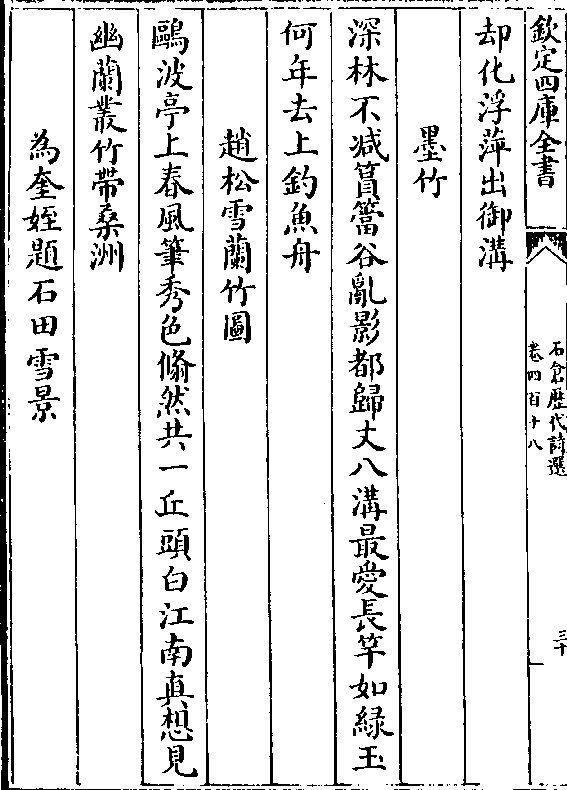 欽定四庫全書
石倉歴代詩選
卷四百十八
三十
却化浮萍出御溝
墨竹
深林不减篔簹谷亂影都歸丈八溝最愛長竿如緑玉
何年去上釣魚舟
趙松雪蘭竹圖
鷗波亭上春風筆秀色翛然共一丘頭白江南真想見
幽蘭叢竹帶桑洲
為奎姪題石田雪景